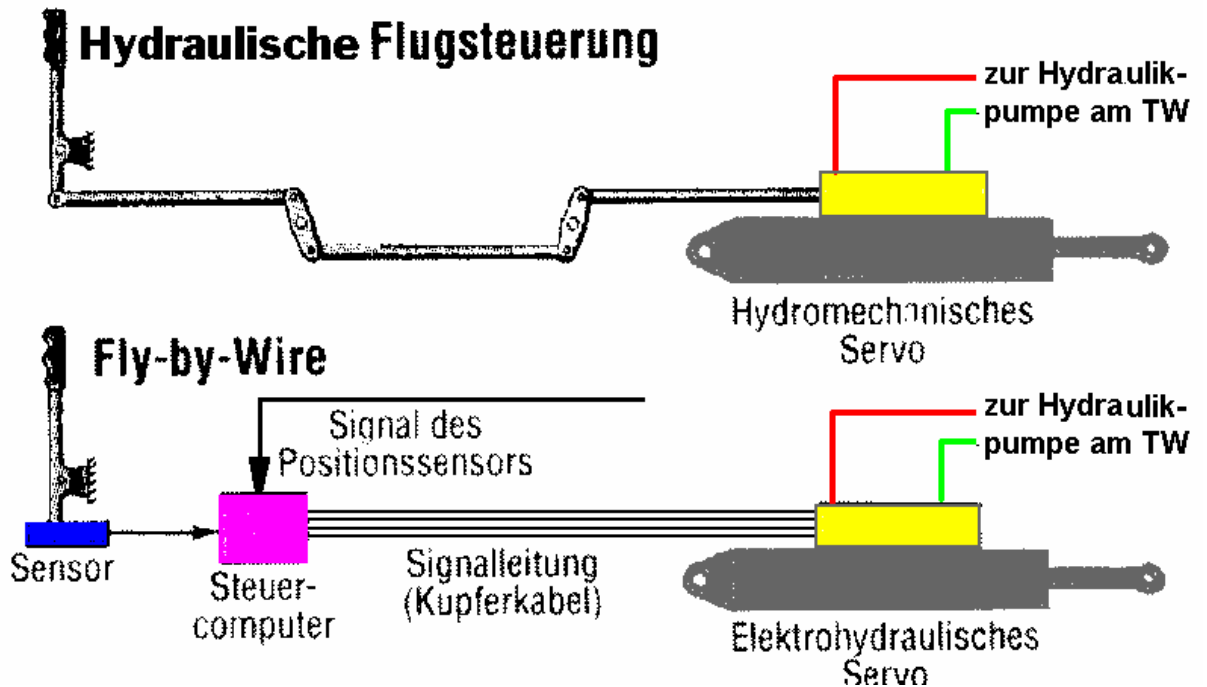 Hydraulische Flugsteuerung
zur Hydraulik-
pumpe am TW
Hydromechanisches
Servo
Fly-by-Wire
Signal des
Positionssensors
zur Hydraulik-
pumpe am TW
Sensor
Steuer-
computer
Signalleitung
(Kupferkabel)
Elektrohydraulisches
Servo